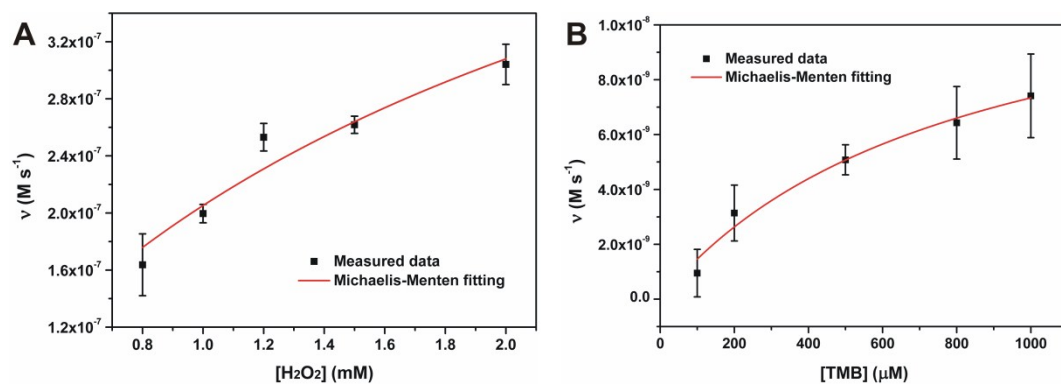 A
3.2x10⁻⁷
2.8x10⁻⁷
2.4x10⁻⁷
2.0x10⁻⁷
1.6x10⁻⁷
1.2x10⁻⁷
ν (M s⁻¹)
Measured data
Michaelis-Menten fitting
0.8 1.0 1.2 1.4 1.6 1.8 2.0
[H₂O₂] (mM)
B
1.0x10⁻⁸
8.0x10⁻⁹
6.0x10⁻⁹
4.0x10⁻⁹
2.0x10⁻⁹
0.0
ν (M s⁻¹)
Measured data
Michaelis-Menten fitting
200 400 600 800 1000
[TMB] (μM)